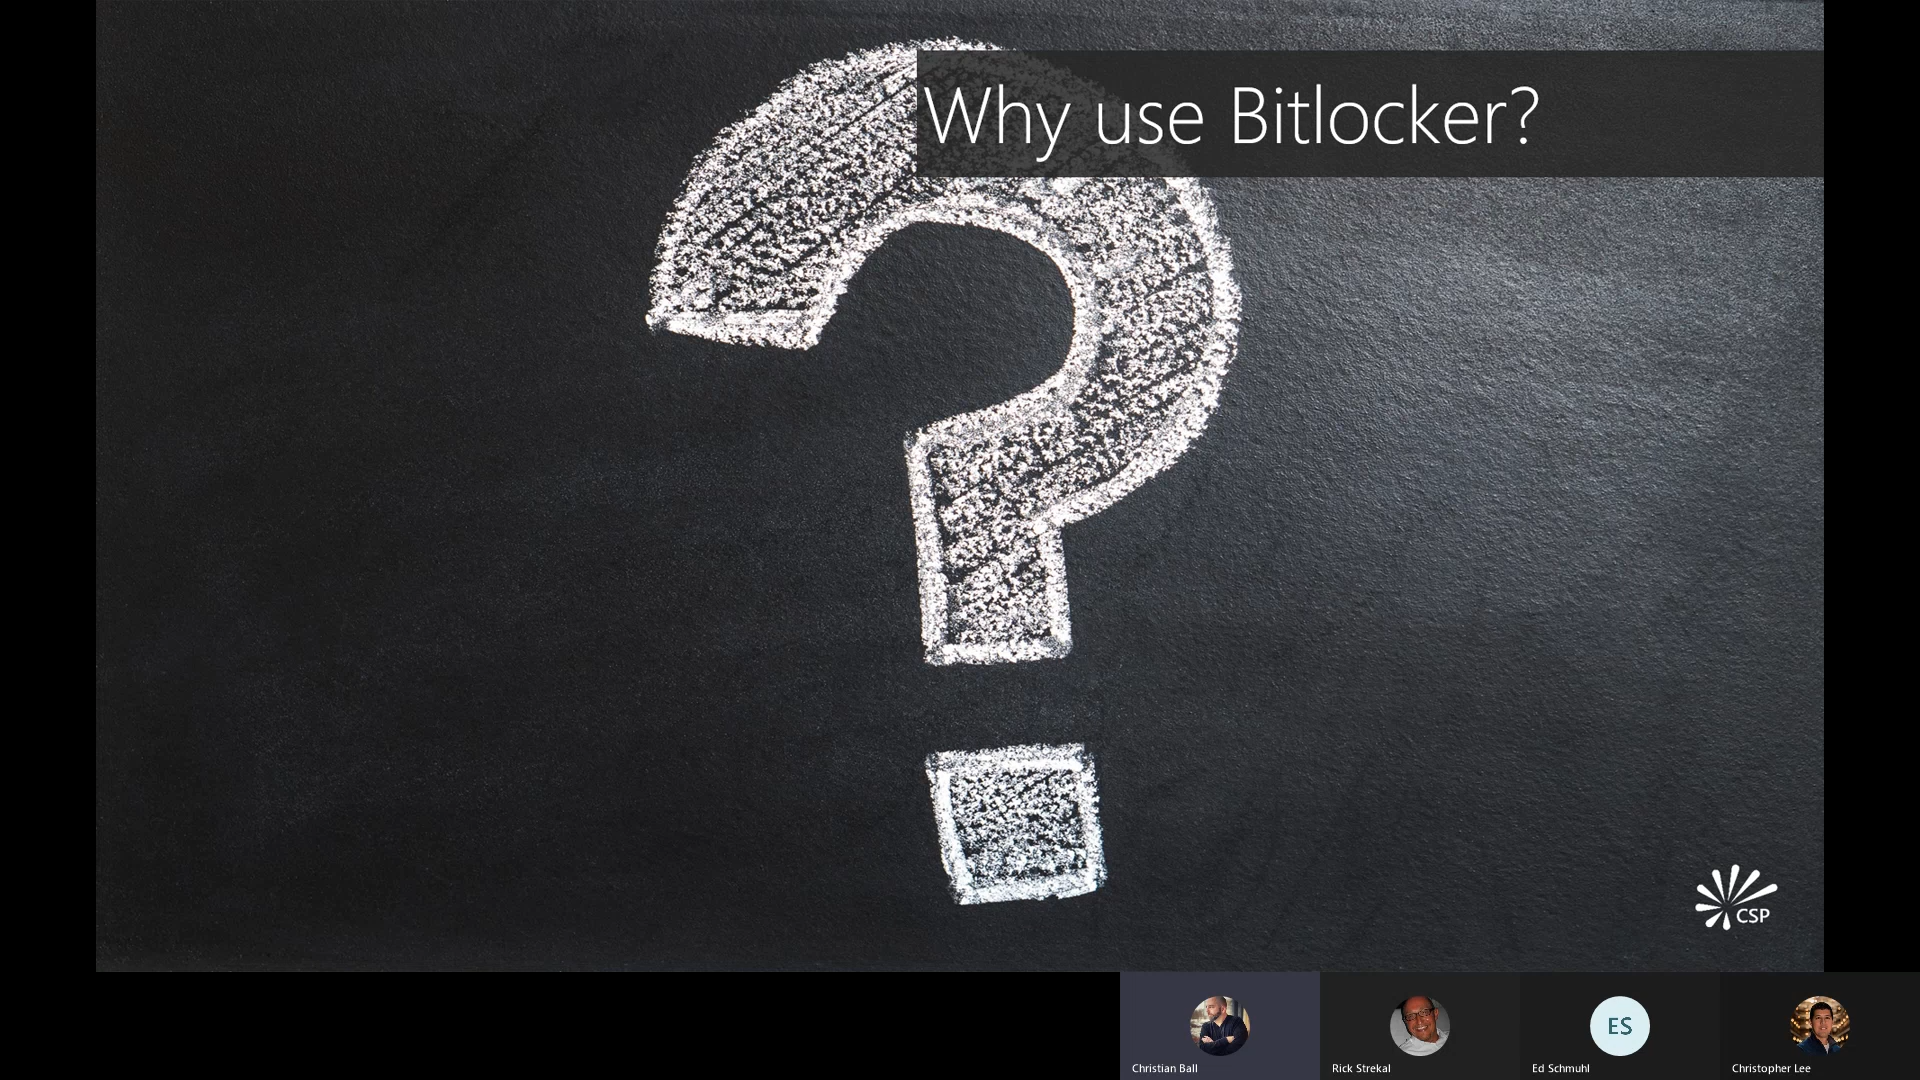 Why use Bitlocker?
CSP
ES
Christian Ball
Rick Strekal
Ed Schmuhl
Christopher Lee